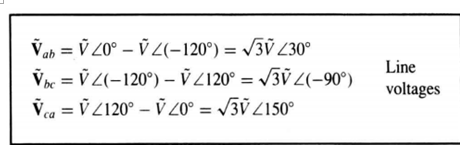 Ṽab = Ṽ∠0° − Ṽ∠(−120°) = √3Ṽ∠30°
Ṽbc = Ṽ∠(−120°) − Ṽ∠120° = √3Ṽ∠(−90°)
Ṽca = Ṽ∠120° − Ṽ∠0° = √3Ṽ∠150°
Line
voltages